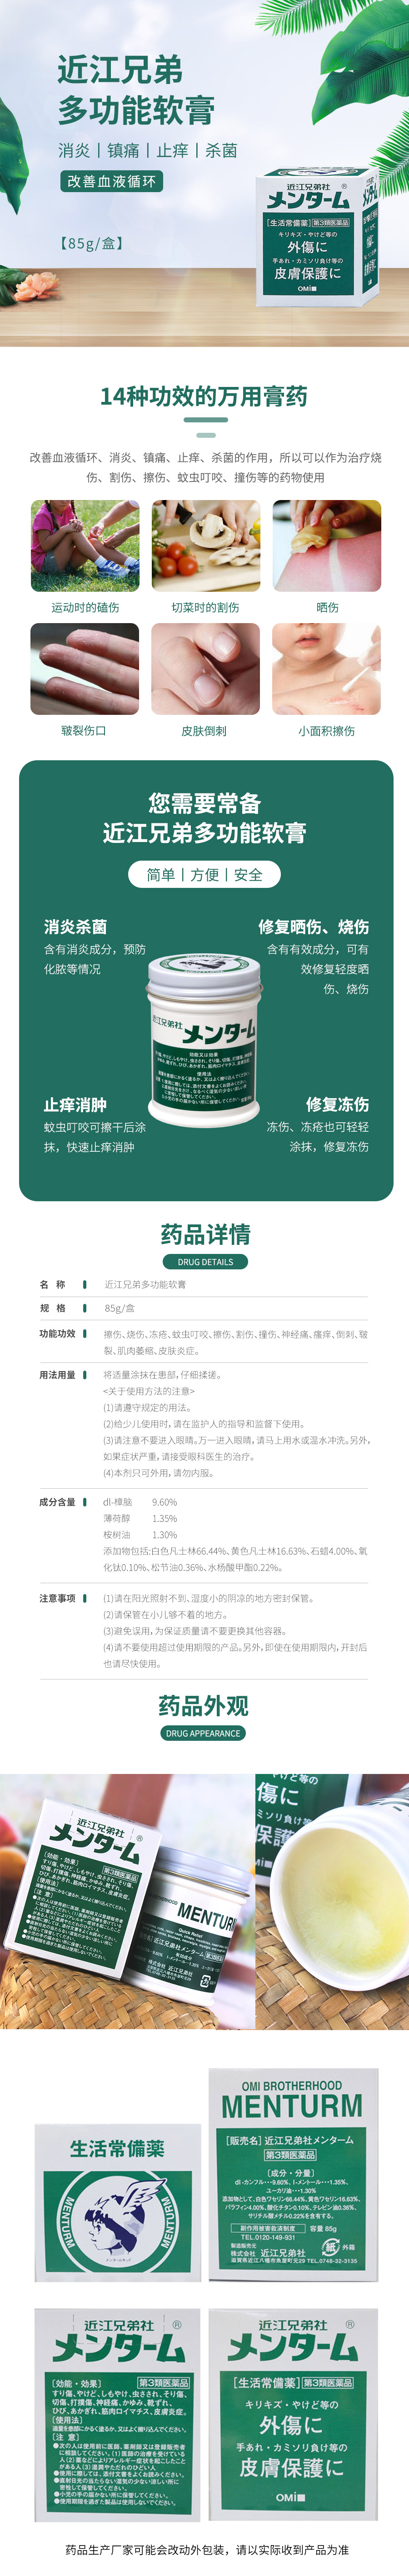 近江兄弟
多功能软膏
消炎丨镇痛丨止痒丨杀菌
改善血液循环
【85g/盒】
近江兄弟社
メンターム®
[生活常備薬] 第3類医薬品
キリキズ・やけど等の
外傷に
手あれ・カミソリ負け等の
皮膚保護に
OMI
14种功效的万用膏药
改善血液循环、消炎、镇痛、止痒、杀菌的作用，所以可以作为治疗烧
伤、割伤、擦伤、蚊虫叮咬、撞伤等的药物使用
运动时的磕伤
切菜时的割伤
晒伤
皲裂伤口
皮肤倒刺
小面积擦伤
您需要常备
近江兄弟多功能软膏
简单丨方便丨安全
消炎杀菌
含有消炎成分，预防
化脓等情况
修复晒伤、烧伤
含有有效成分，可有
效修复轻度晒
伤、烧伤
近江兄弟社
メンターム
止痒消肿
蚊虫叮咬可擦干后涂
抹，快速止痒消肿
修复冻伤
冻伤、冻疮也可轻轻
涂抹，修复冻伤
药品详情
DRUG DETAILS
名 称 近江兄弟多功能软膏
规 格 85g/盒
功能功效 擦伤、烧伤、冻疮、蚊虫叮咬、擦伤、割伤、撞伤、神经痛、瘙痒、倒刺、皲
裂、肌肉萎缩、皮肤炎症。
用法用量 将适量涂抹在患部，仔细揉搓。
<关于使用方法的注意>
(1)请遵守规定的用法。
(2)给少儿使用时，请在监护人的指导和监督下使用。
(3)请注意不要进入眼睛。万一进入眼睛，请马上用水或温水冲洗。另外，
如果症状严重，请接受眼科医生的治疗。
(4)本剂只可外用，请勿内服。
成分含量 dl-樟脑 9.60%
薄荷醇 1.35%
桉树油 1.30%
添加物包括:白色凡士林66.44%、黄色凡士林16.63%、石蜡4.00%、氧
化钛0.10%、松节油0.36%、水杨酸甲酯0.22%。
注意事项 (1)请在阳光照射不到、湿度小的阴凉的地方密封保管。
(2)请保管在小儿够不着的地方。
(3)避免误用，为保证质量请不要更换其他容器。
(4)请不要使用超过使用期限的产品。另外，即使在使用期限内，开封后
也请尽快使用。
药品外观
DRUG APPEARANCE
近江兄弟社
メンターム®
第3類医薬品
生活常備薬
MENTURM
MENTURM
OMI BROTHERHOOD
MENTURM
[販売名] 近江兄弟社メンターム
第3類医薬品
〔成分・分量〕
dl-カンフル…9.60%、l-メントール…1.35%、
ユーカリ油…1.30%
添加物として、白色ワセリン66.44%、黄色ワセリン16.63%、
パラフィン4.00%、酸化チタン0.10%、テレビン油0.36%、
サリチル酸メチル0.22%を含有する。
副作用被害救済制度 容量 85g
TEL.0120-149-931
製造販売元
株式会社 近江兄弟社
紙 外箱
滋賀県近江八幡市魚屋町元29 TEL.0748-32-3135
近江兄弟社
メンターム®
[効能・効果] 第3類医薬品
すり傷、やけど、しもやけ、虫さされ、そり傷、
切傷、打撲傷、神経痛、かゆみ、靴ずれ、
ひび、あかぎれ、筋肉ロイマチス、皮膚炎症。
[使用法]
適量を患部にかるく塗るか、又はよく擦り込んでください。
[注 意]
近江兄弟社
メンターム®
[生活常備薬] 第3類医薬品
キリキズ・やけど等の
外傷に
手あれ・カミソリ負け等の
皮膚保護に
OMI
药品生产厂家可能会改动外包装，请以实际收到产品为准